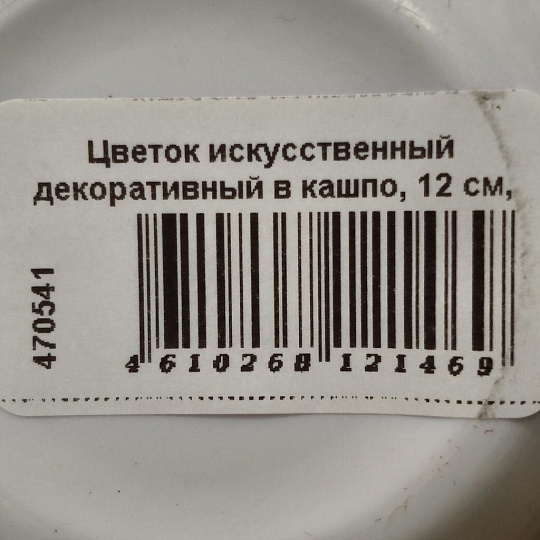 Цветок искусственный
декоративный в кашпо, 12 см,
470541
4 610268 121469